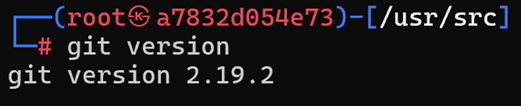 ┌──(root㉿a7832d054e73)-[/usr/src]
└─# git version
git version 2.19.2